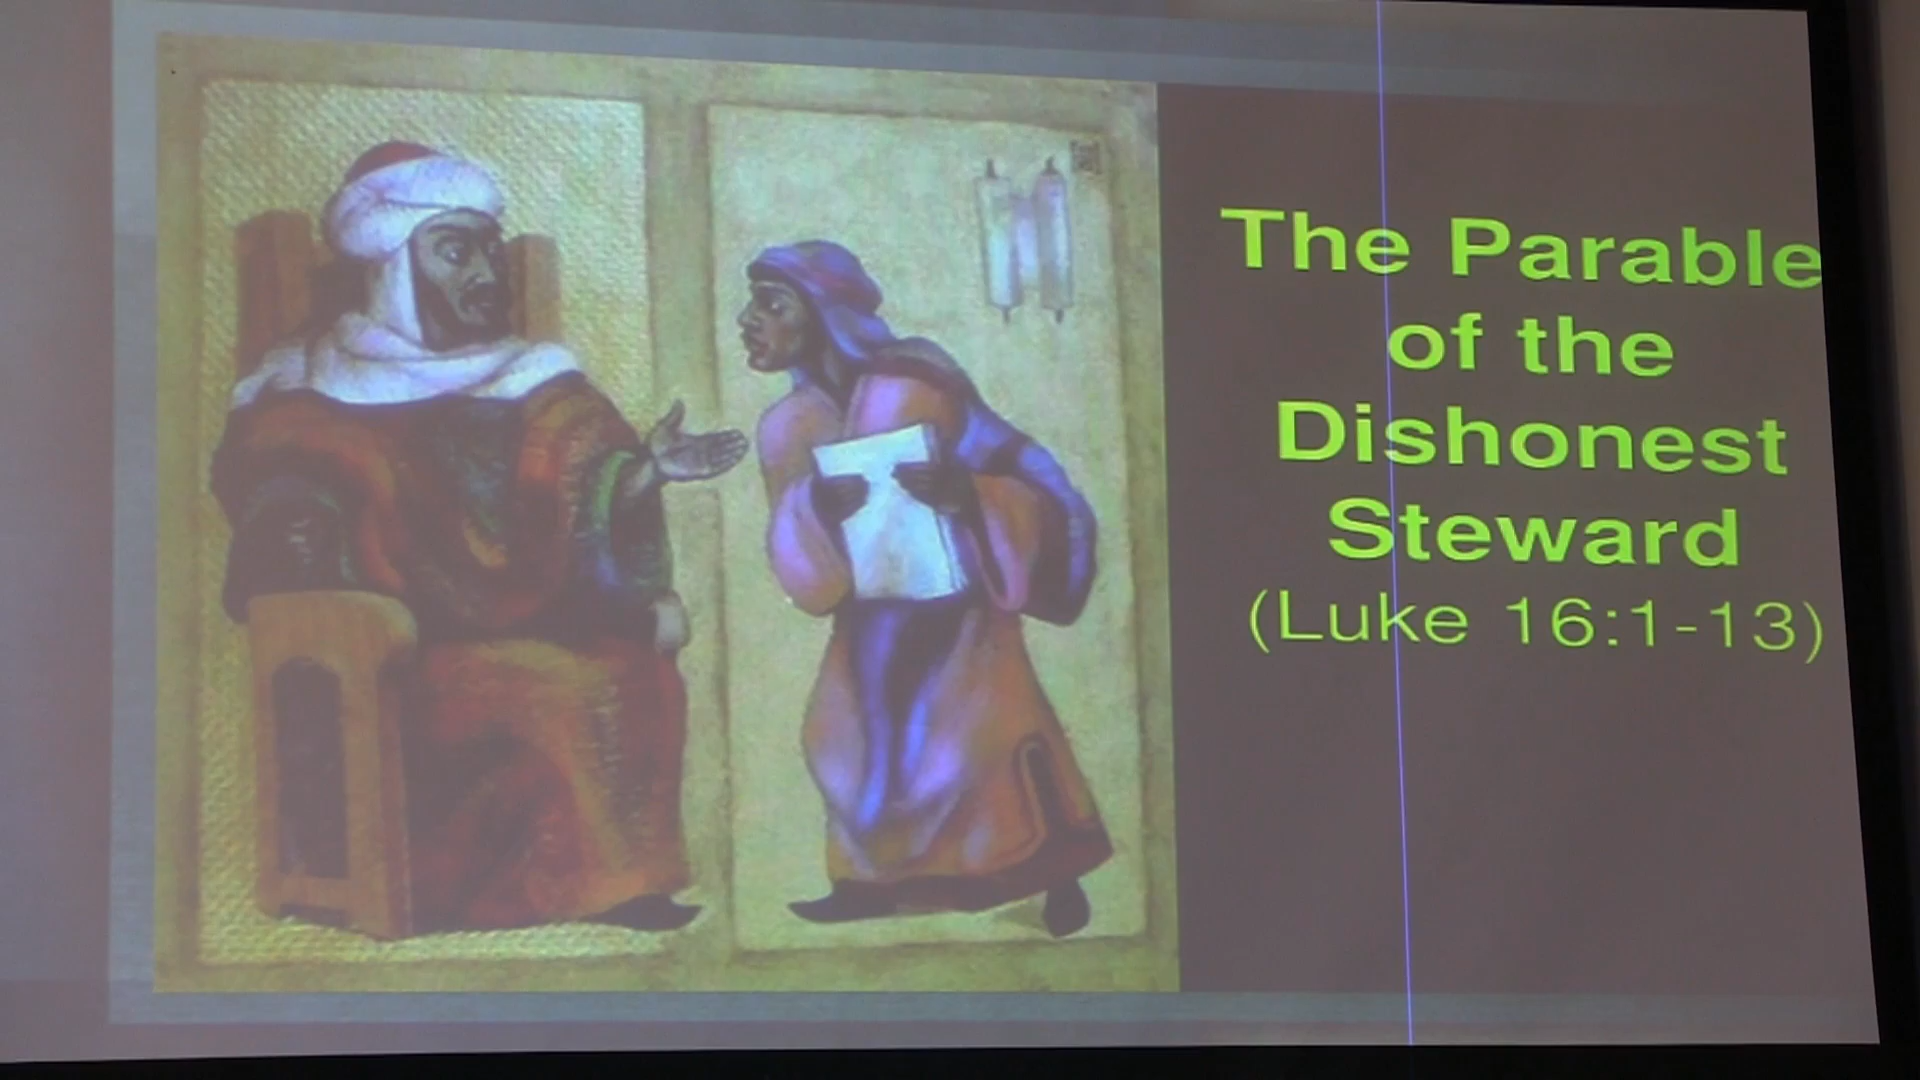 The Parable
of the
Dishonest
Steward
(Luke 16:1-13)